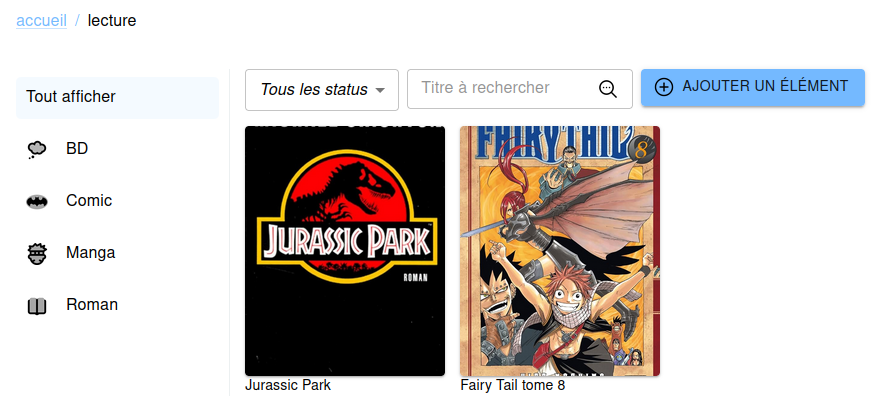 accueil / lecture
Tout afficher
BD
Comic
Manga
Roman
Tous les status
Titre à rechercher
AJOUTER UN ÉLÉMENT
JURASSIC PARK
ROMAN
Jurassic Park
FAIRY TAIL
8
Fairy Tail tome 8